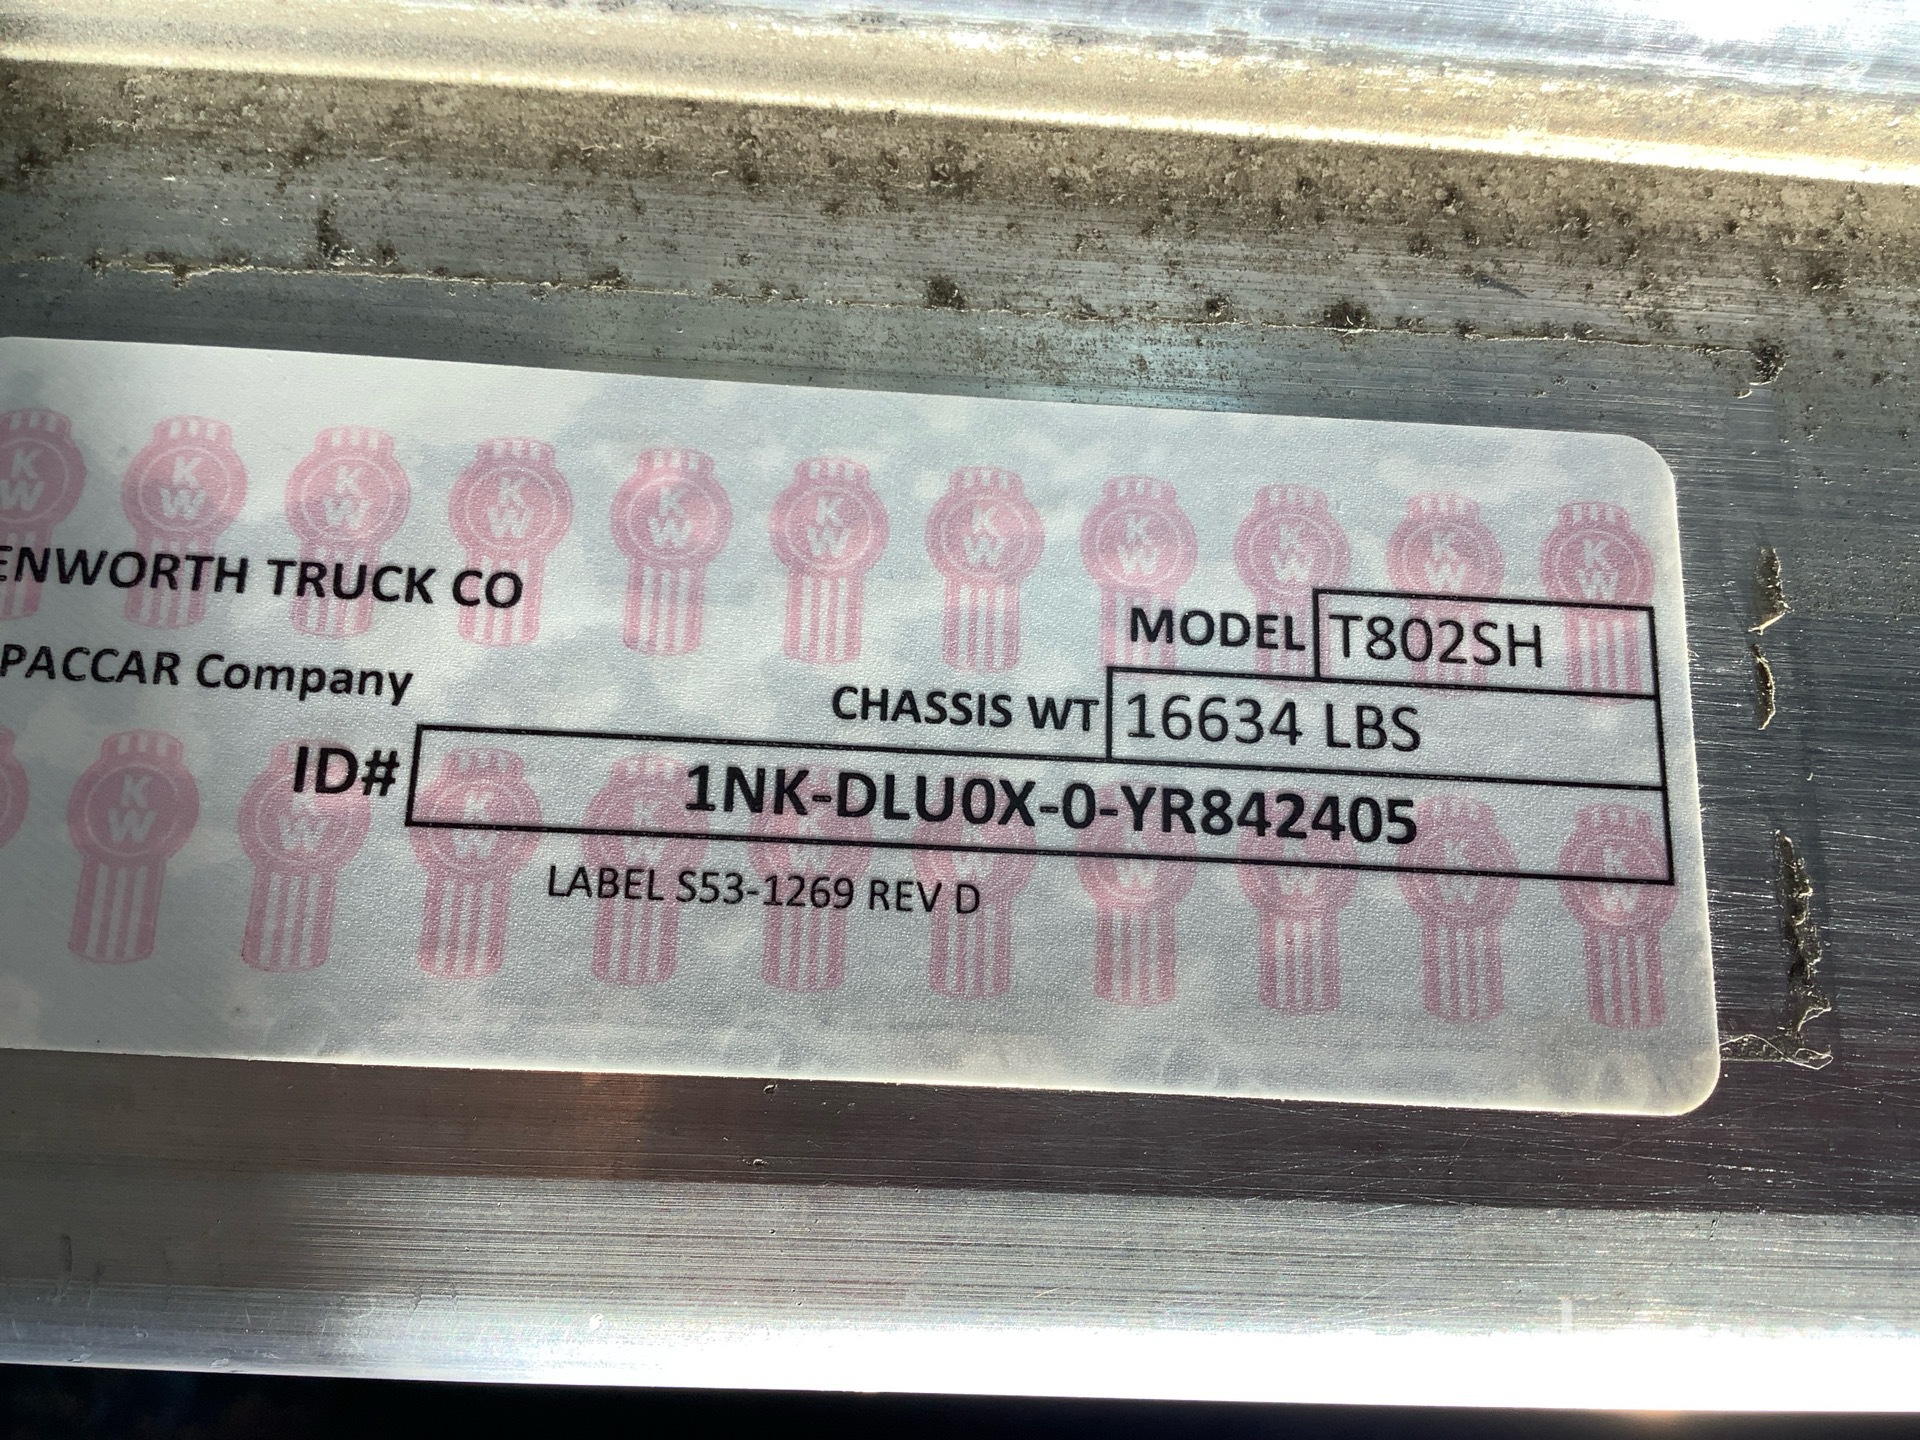 ENWORTH TRUCK CO
PACCAR Company
MODEL T802SH
CHASSIS WT 16634 LBS
ID# 1NK-DLU0X-0-YR842405
LABEL S53-1269 REV D